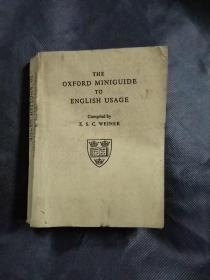 THE
OXFORD MINIGUIDE
TO
ENGLISH USAGE
Compiled by
E. S. C. WEINER